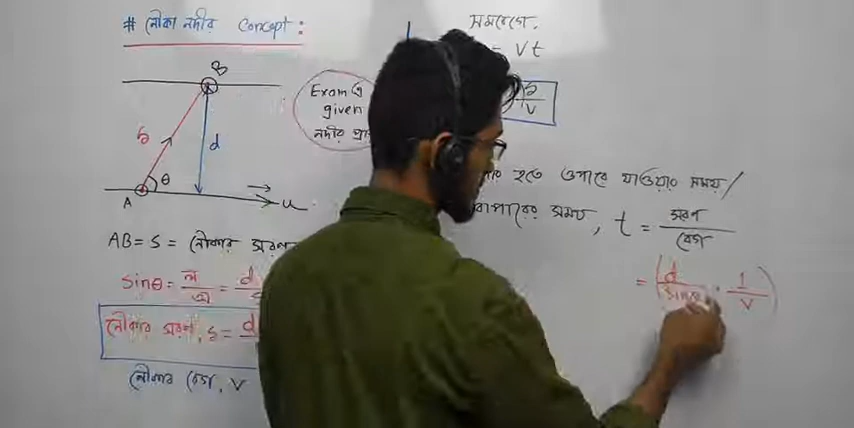 # নৌকা নদীর Concept :
সমবেগে,
= vt
B
Exam এ
given
নদীর
s
v
s
d
θ
A
u
হতে ওপারে যাওয়ার সময় /
সময়, t = সরণ / বেগ
AB = s = নৌকার সরণ
sinθ = ল / অ = d
= (d / sinθ · 1 / v)
নৌকার সরণ, s = d
নৌকার বেগ, v